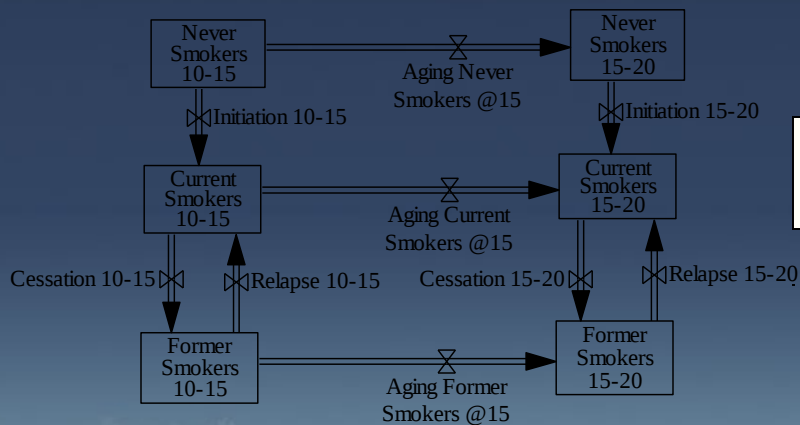 Never
Smokers
10-15
Aging Never
Smokers @15
Never
Smokers
15-20
Initiation 10-15
Initiation 15-20
Current
Smokers
10-15
Aging Current
Smokers @15
Current
Smokers
15-20
Cessation 10-15
Relapse 10-15
Cessation 15-20
Relapse 15-20
.
Former
Smokers
10-15
Aging Former
Smokers @15
Former
Smokers
15-20